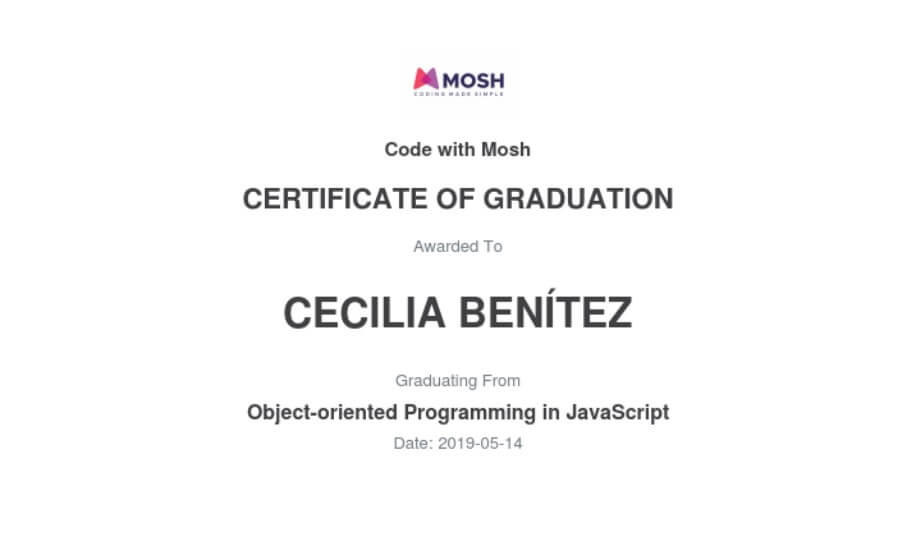 MOSH
CODING MADE SIMPLE
Code with Mosh
CERTIFICATE OF GRADUATION
Awarded To
CECILIA BENÍTEZ
Graduating From
Object-oriented Programming in JavaScript
Date: 2019-05-14